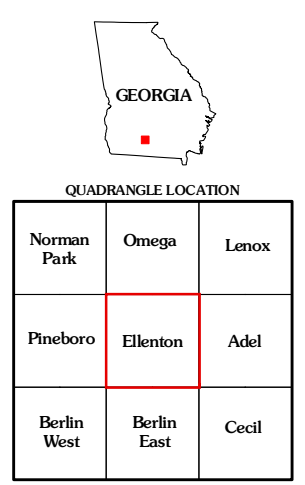 GEORGIA
QUADRANGLE LOCATION
Norman
Park
Omega
Lenox
Pineboro
Ellenton
Adel
Berlin
West
Berlin
East
Cecil